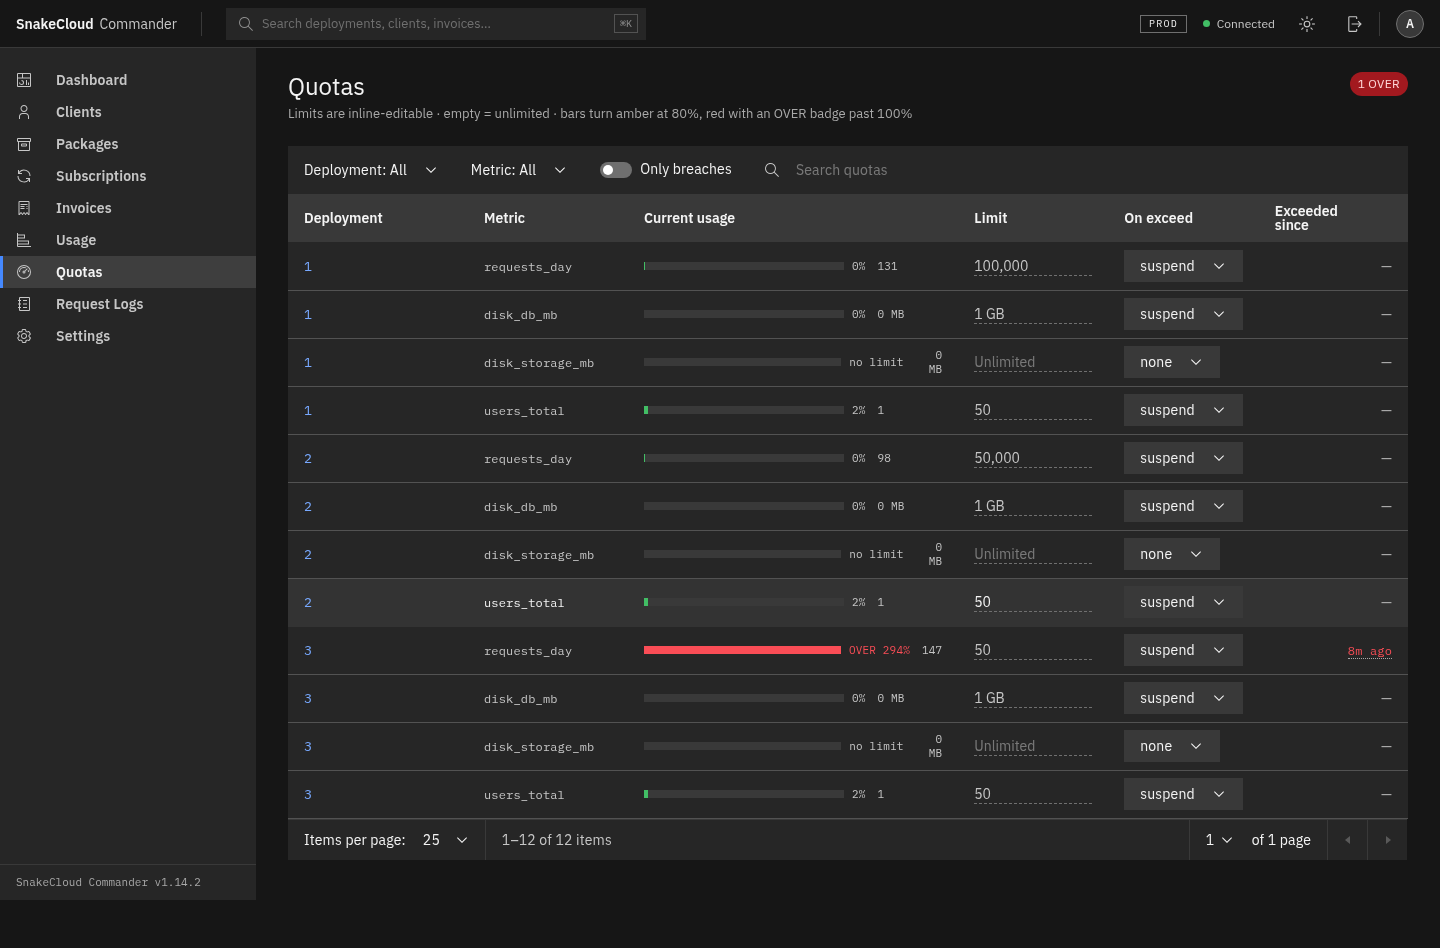 SnakeCloud Commander
Search deployments, clients, invoices...
⌘K
PROD
Connected
A
Dashboard
Clients
Packages
Subscriptions
Invoices
Usage
Quotas
Request Logs
Settings
SnakeCloud Commander v1.14.2
Quotas
1 OVER
Limits are inline-editable · empty = unlimited · bars turn amber at 80%, red with an OVER badge past 100%
Deployment: All
Metric: All
Only breaches
Search quotas
Deployment Metric Current usage Limit On exceed Exceeded since
1 requests_day 0% 131 100,000 suspend —
1 disk_db_mb 0% 0 MB 1 GB suspend —
1 disk_storage_mb no limit 0 MB Unlimited none —
1 users_total 2% 1 50 suspend —
2 requests_day 0% 98 50,000 suspend —
2 disk_db_mb 0% 0 MB 1 GB suspend —
2 disk_storage_mb no limit 0 MB Unlimited none —
2 users_total 2% 1 50 suspend —
3 requests_day OVER 294% 147 50 suspend 8m ago
3 disk_db_mb 0% 0 MB 1 GB suspend —
3 disk_storage_mb no limit 0 MB Unlimited none —
3 users_total 2% 1 50 suspend —
Items per page: 25
1–12 of 12 items
1 of 1 page